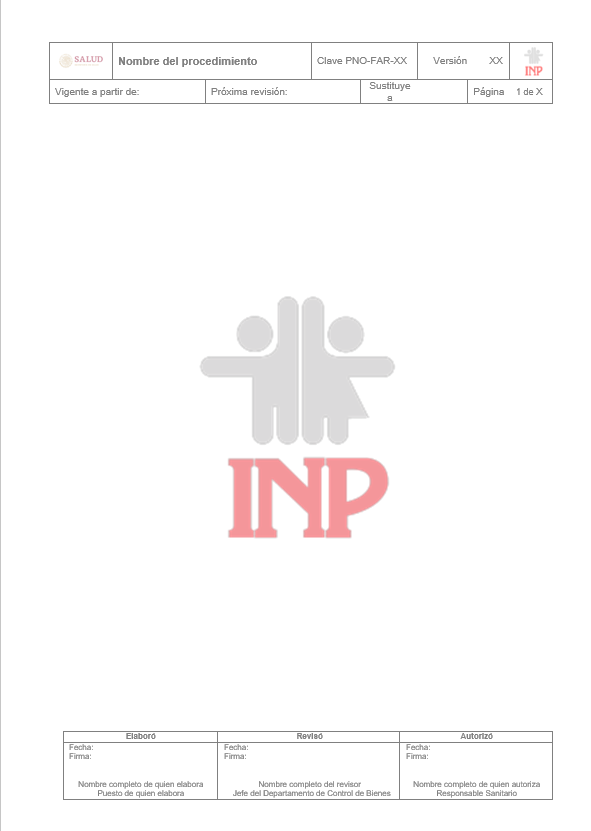 SALUD
Nombre del procedimiento
Clave PNO-FAR-XX
Versión XX
INP
Vigente a partir de:
Próxima revisión:
Sustituye
a
Página 1 de X
INP
Elaboró
Revisó
Autorizó
Fecha:
Firma:
Nombre completo de quien elabora
Puesto de quien elabora
Fecha:
Firma:
Nombre completo del revisor
Jefe del Departamento de Control de Bienes
Fecha:
Firma:
Nombre completo de quien autoriza
Responsable Sanitario